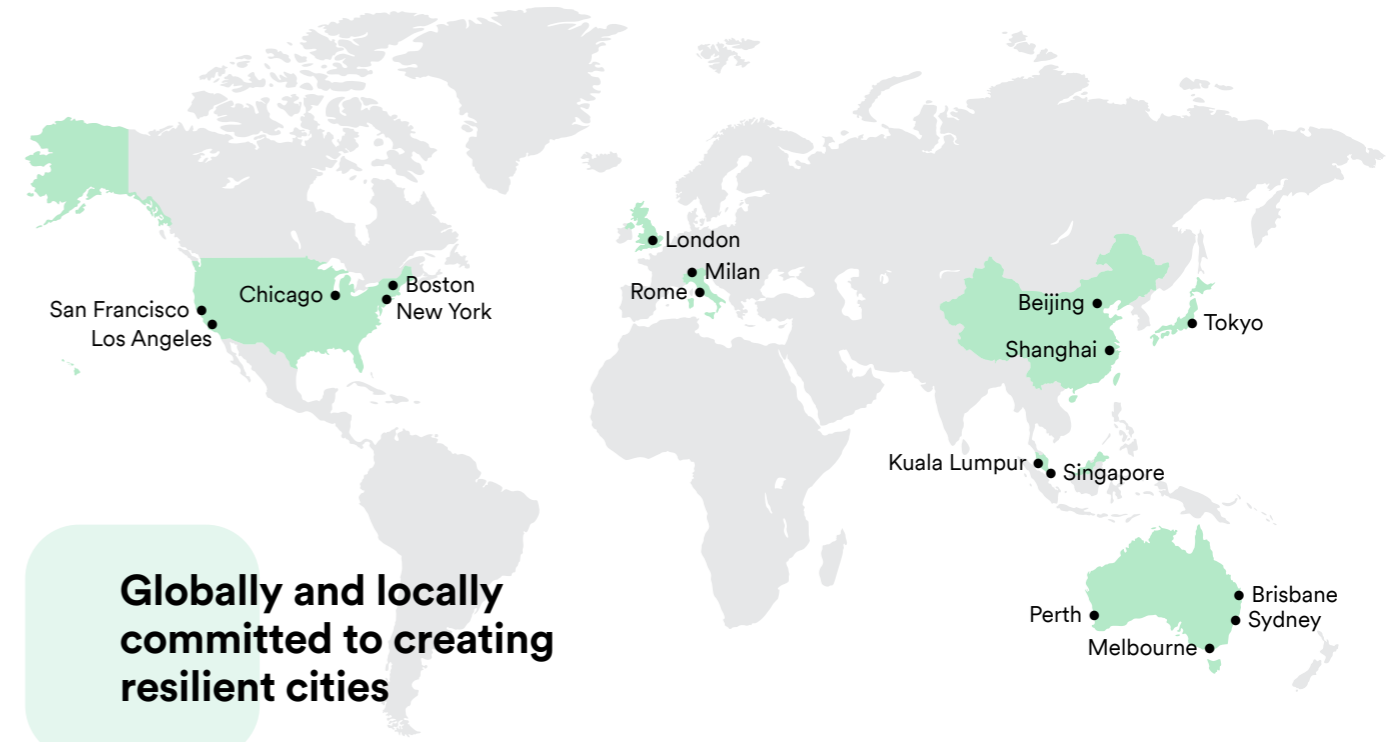 London
Milan
Rome
Boston
Chicago
New York
San Francisco
Los Angeles
Beijing
Tokyo
Shanghai
Kuala Lumpur
Singapore
Brisbane
Perth
Sydney
Melbourne
Globally and locally
committed to creating
resilient cities